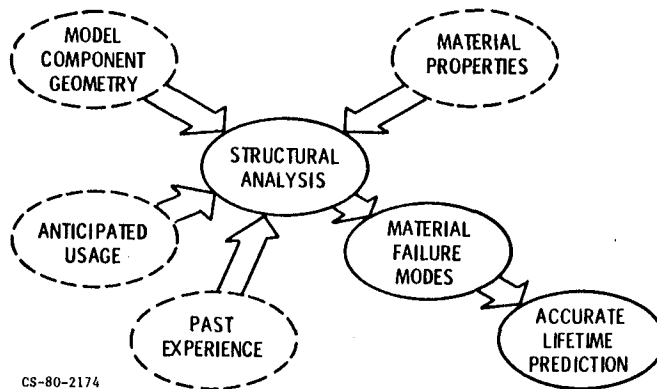 MODEL
COMPONENT
GEOMETRY
MATERIAL
PROPERTIES
STRUCTURAL
ANALYSIS
ANTICIPATED
USAGE
MATERIAL
FAILURE
MODES
PAST
EXPERIENCE
ACCURATE
LIFETIME
PREDICTION
CS-80-2174